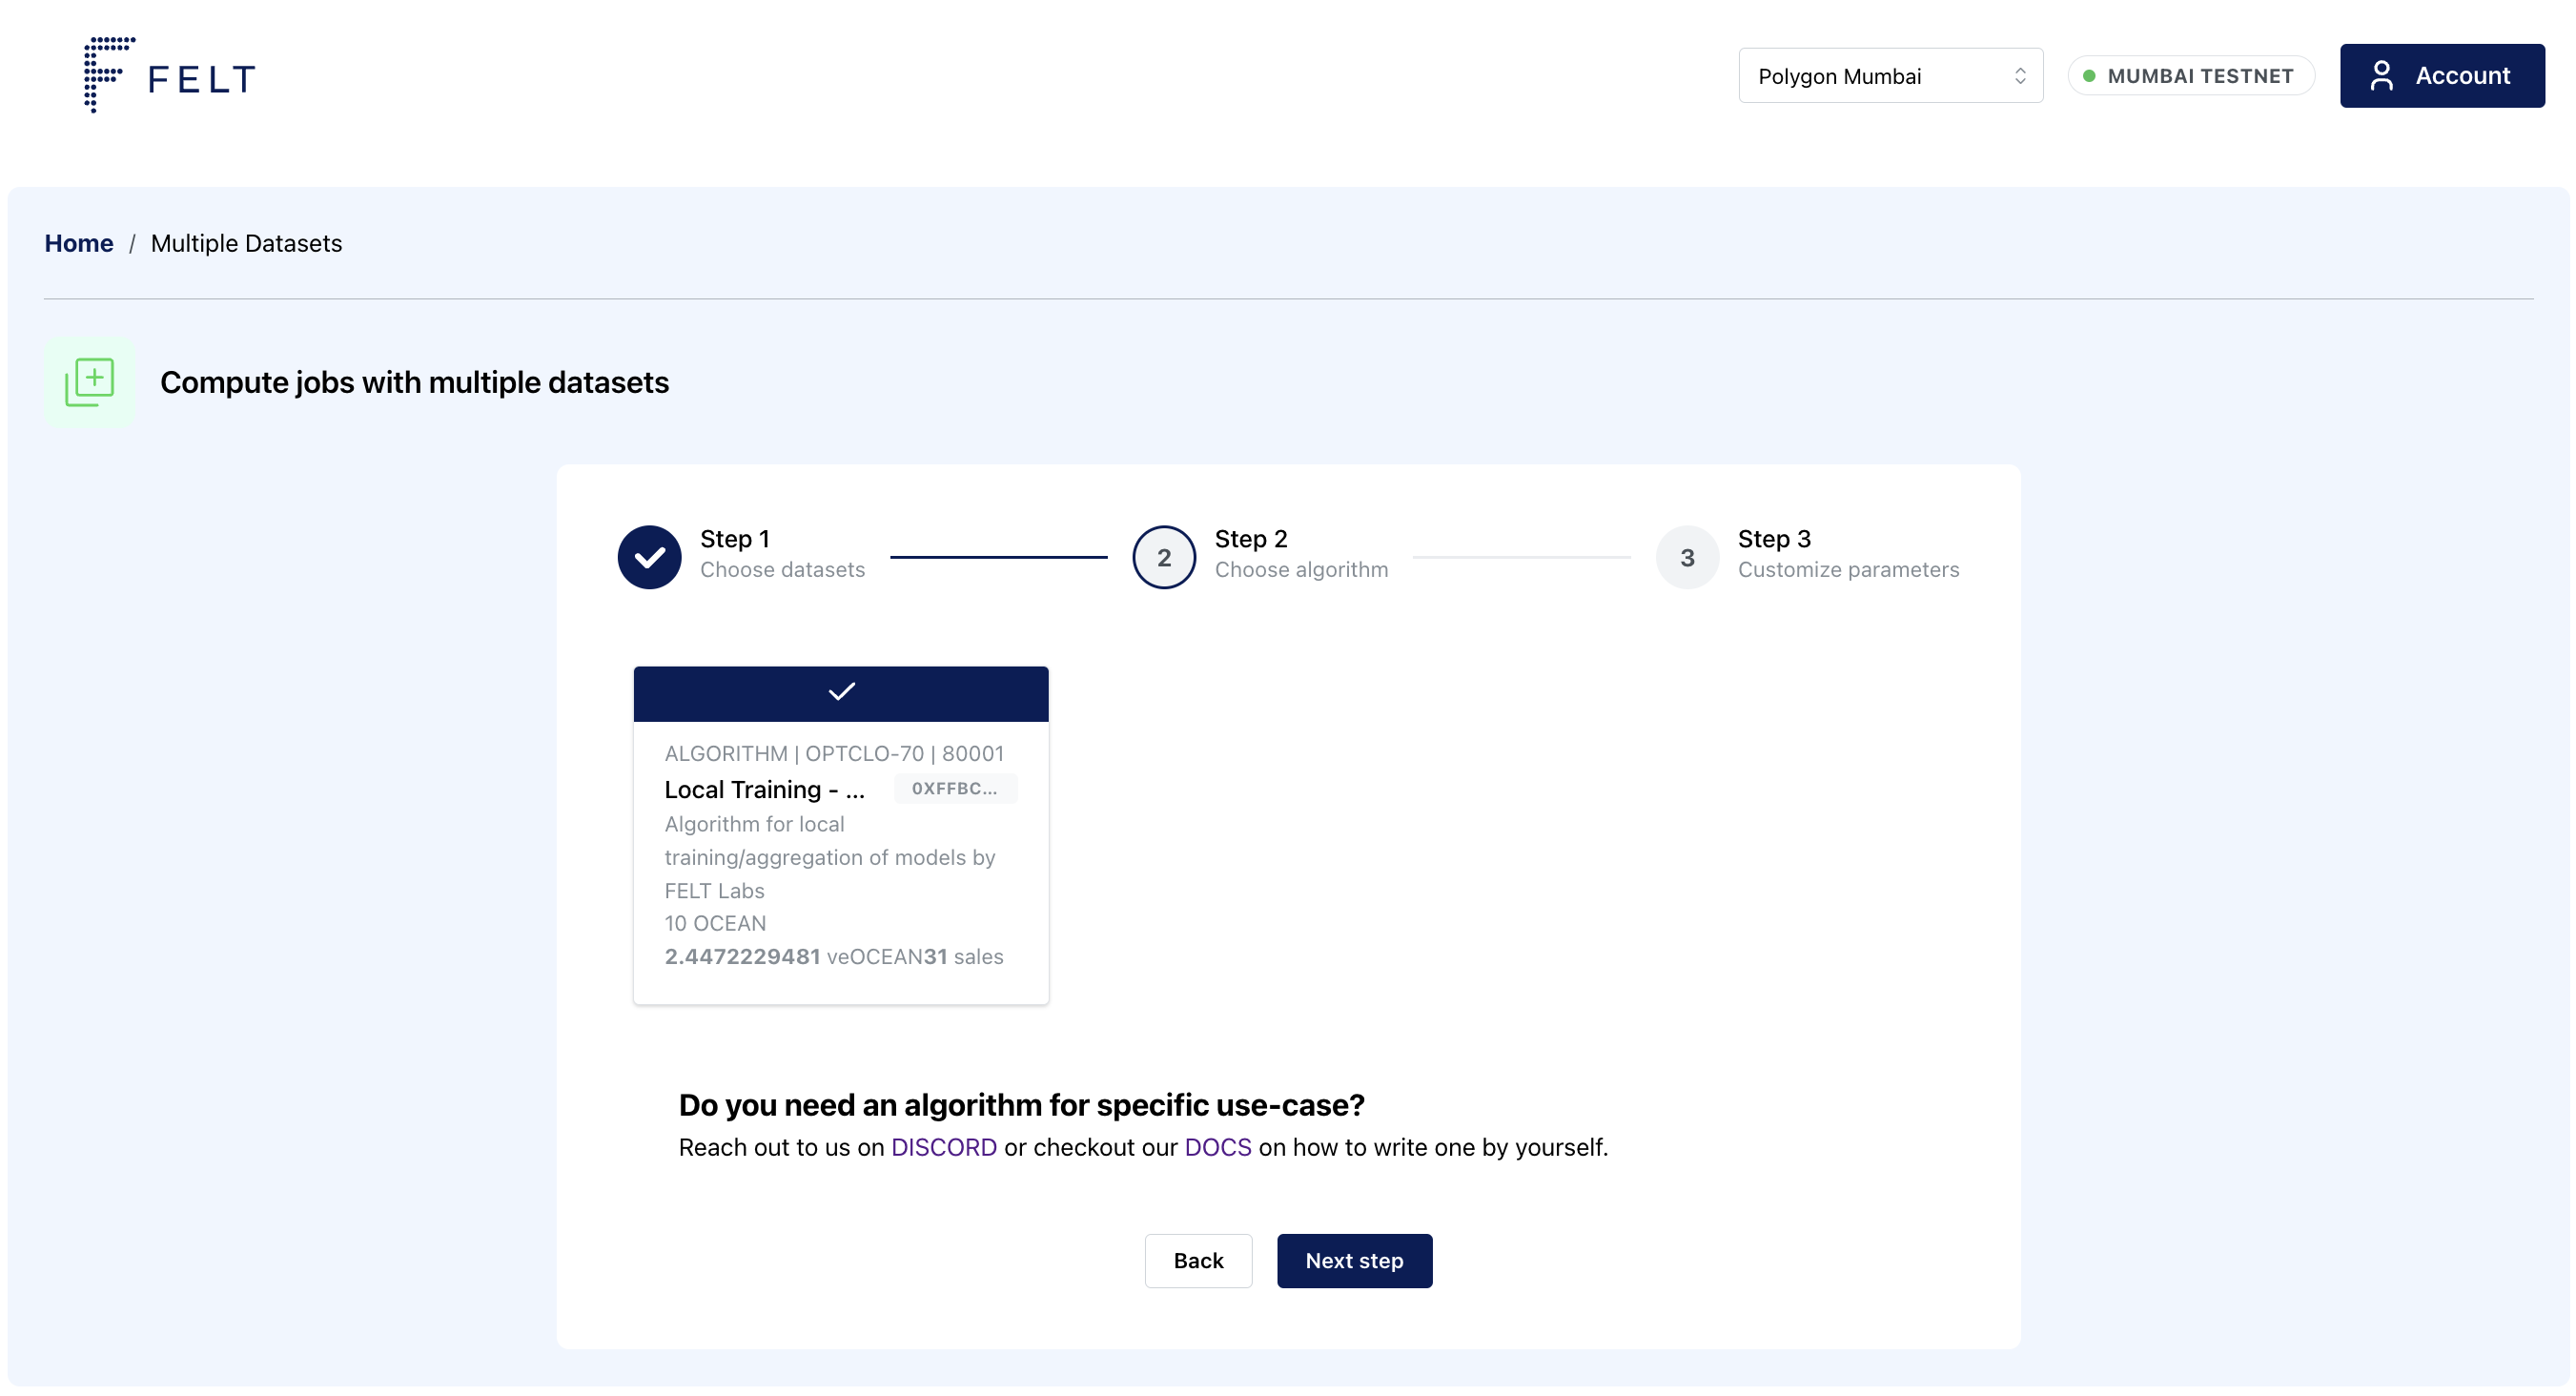 FELT
Polygon Mumbai
MUMBAI TESTNET
Account
Home / Multiple Datasets
Compute jobs with multiple datasets
Step 1
Choose datasets
2
Step 2
Choose algorithm
3
Step 3
Customize parameters
ALGORITHM | OPTCLO-70 | 80001
Local Training - ...
0XFFBC...
Algorithm for local
training/aggregation of models by
FELT Labs
10 OCEAN
2.4472229481 veOCEAN31 sales
Do you need an algorithm for specific use-case?
Reach out to us on DISCORD or checkout our DOCS on how to write one by yourself.
Back
Next step